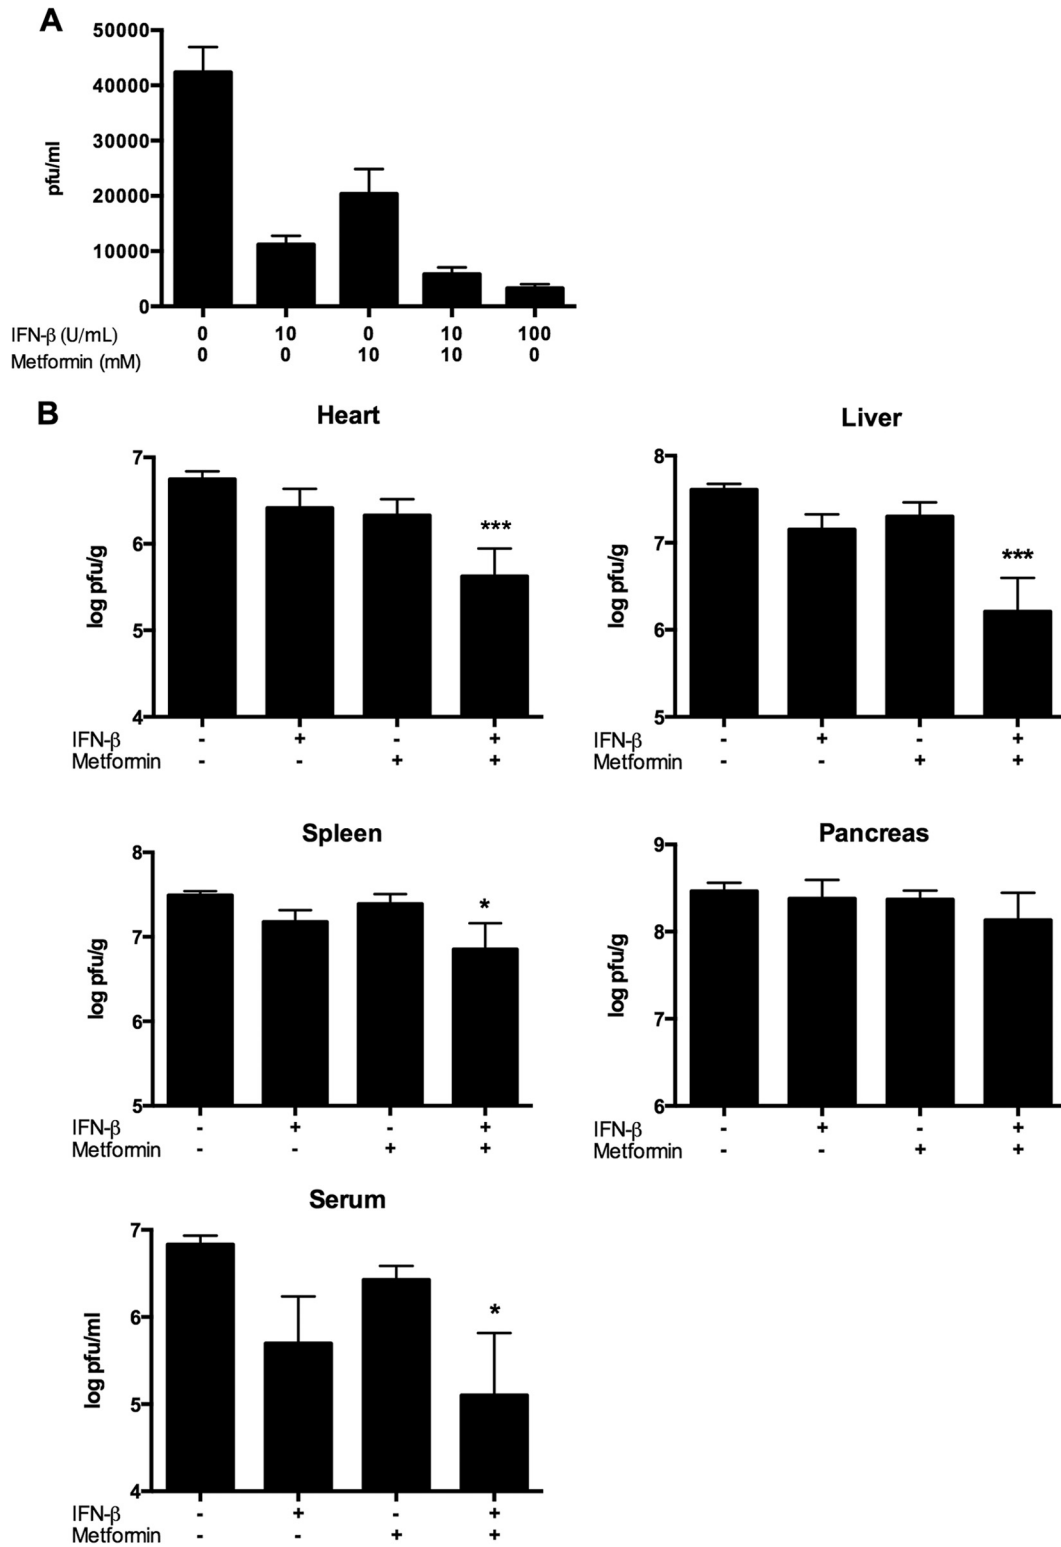 A
50000
40000
30000
20000
10000
0
pfu/ml
IFN-β (U/mL) 0 10 0 10 100
Metformin (mM) 0 0 10 10 0
B
Heart
7
6
5
4
log pfu/g
***
IFN-β - + - +
Metformin - - + +
Liver
8
7
6
5
log pfu/g
***
IFN-β - + - +
Metformin - - + +
Spleen
8
7
6
5
log pfu/g
*
IFN-β - + - +
Metformin - - + +
Pancreas
9
8
7
6
log pfu/g
IFN-β - + - +
Metformin - - + +
Serum
7
6
5
4
log pfu/ml
*
IFN-β - + - +
Metformin - - + +